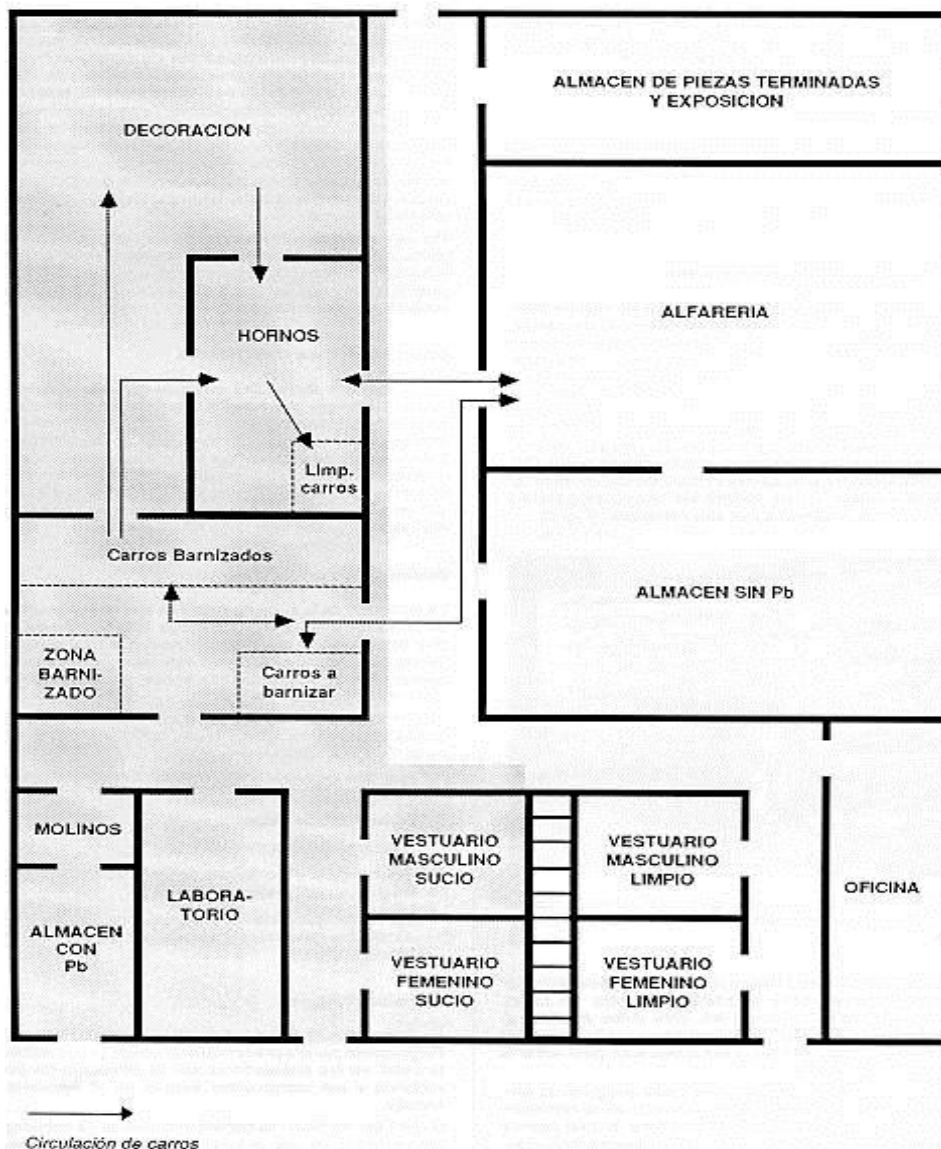 ALMACEN DE PIEZAS TERMINADAS
Y EXPOSICION
DECORACION
ALFARERIA
HORNOS
Limp.
carros
Carros Barnizados
ALMACEN SIN Pb
ZONA
BARNI-
ZADO
Carros a
barnizar
MOLINOS
LABORA-
TORIO
ALMACEN
CON
Pb
VESTUARIO
MASCULINO
SUCIO
VESTUARIO
MASCULINO
LIMPIO
OFICINA
VESTUARIO
FEMENINO
SUCIO
VESTUARIO
FEMENINO
LIMPIO
Circulación de carros